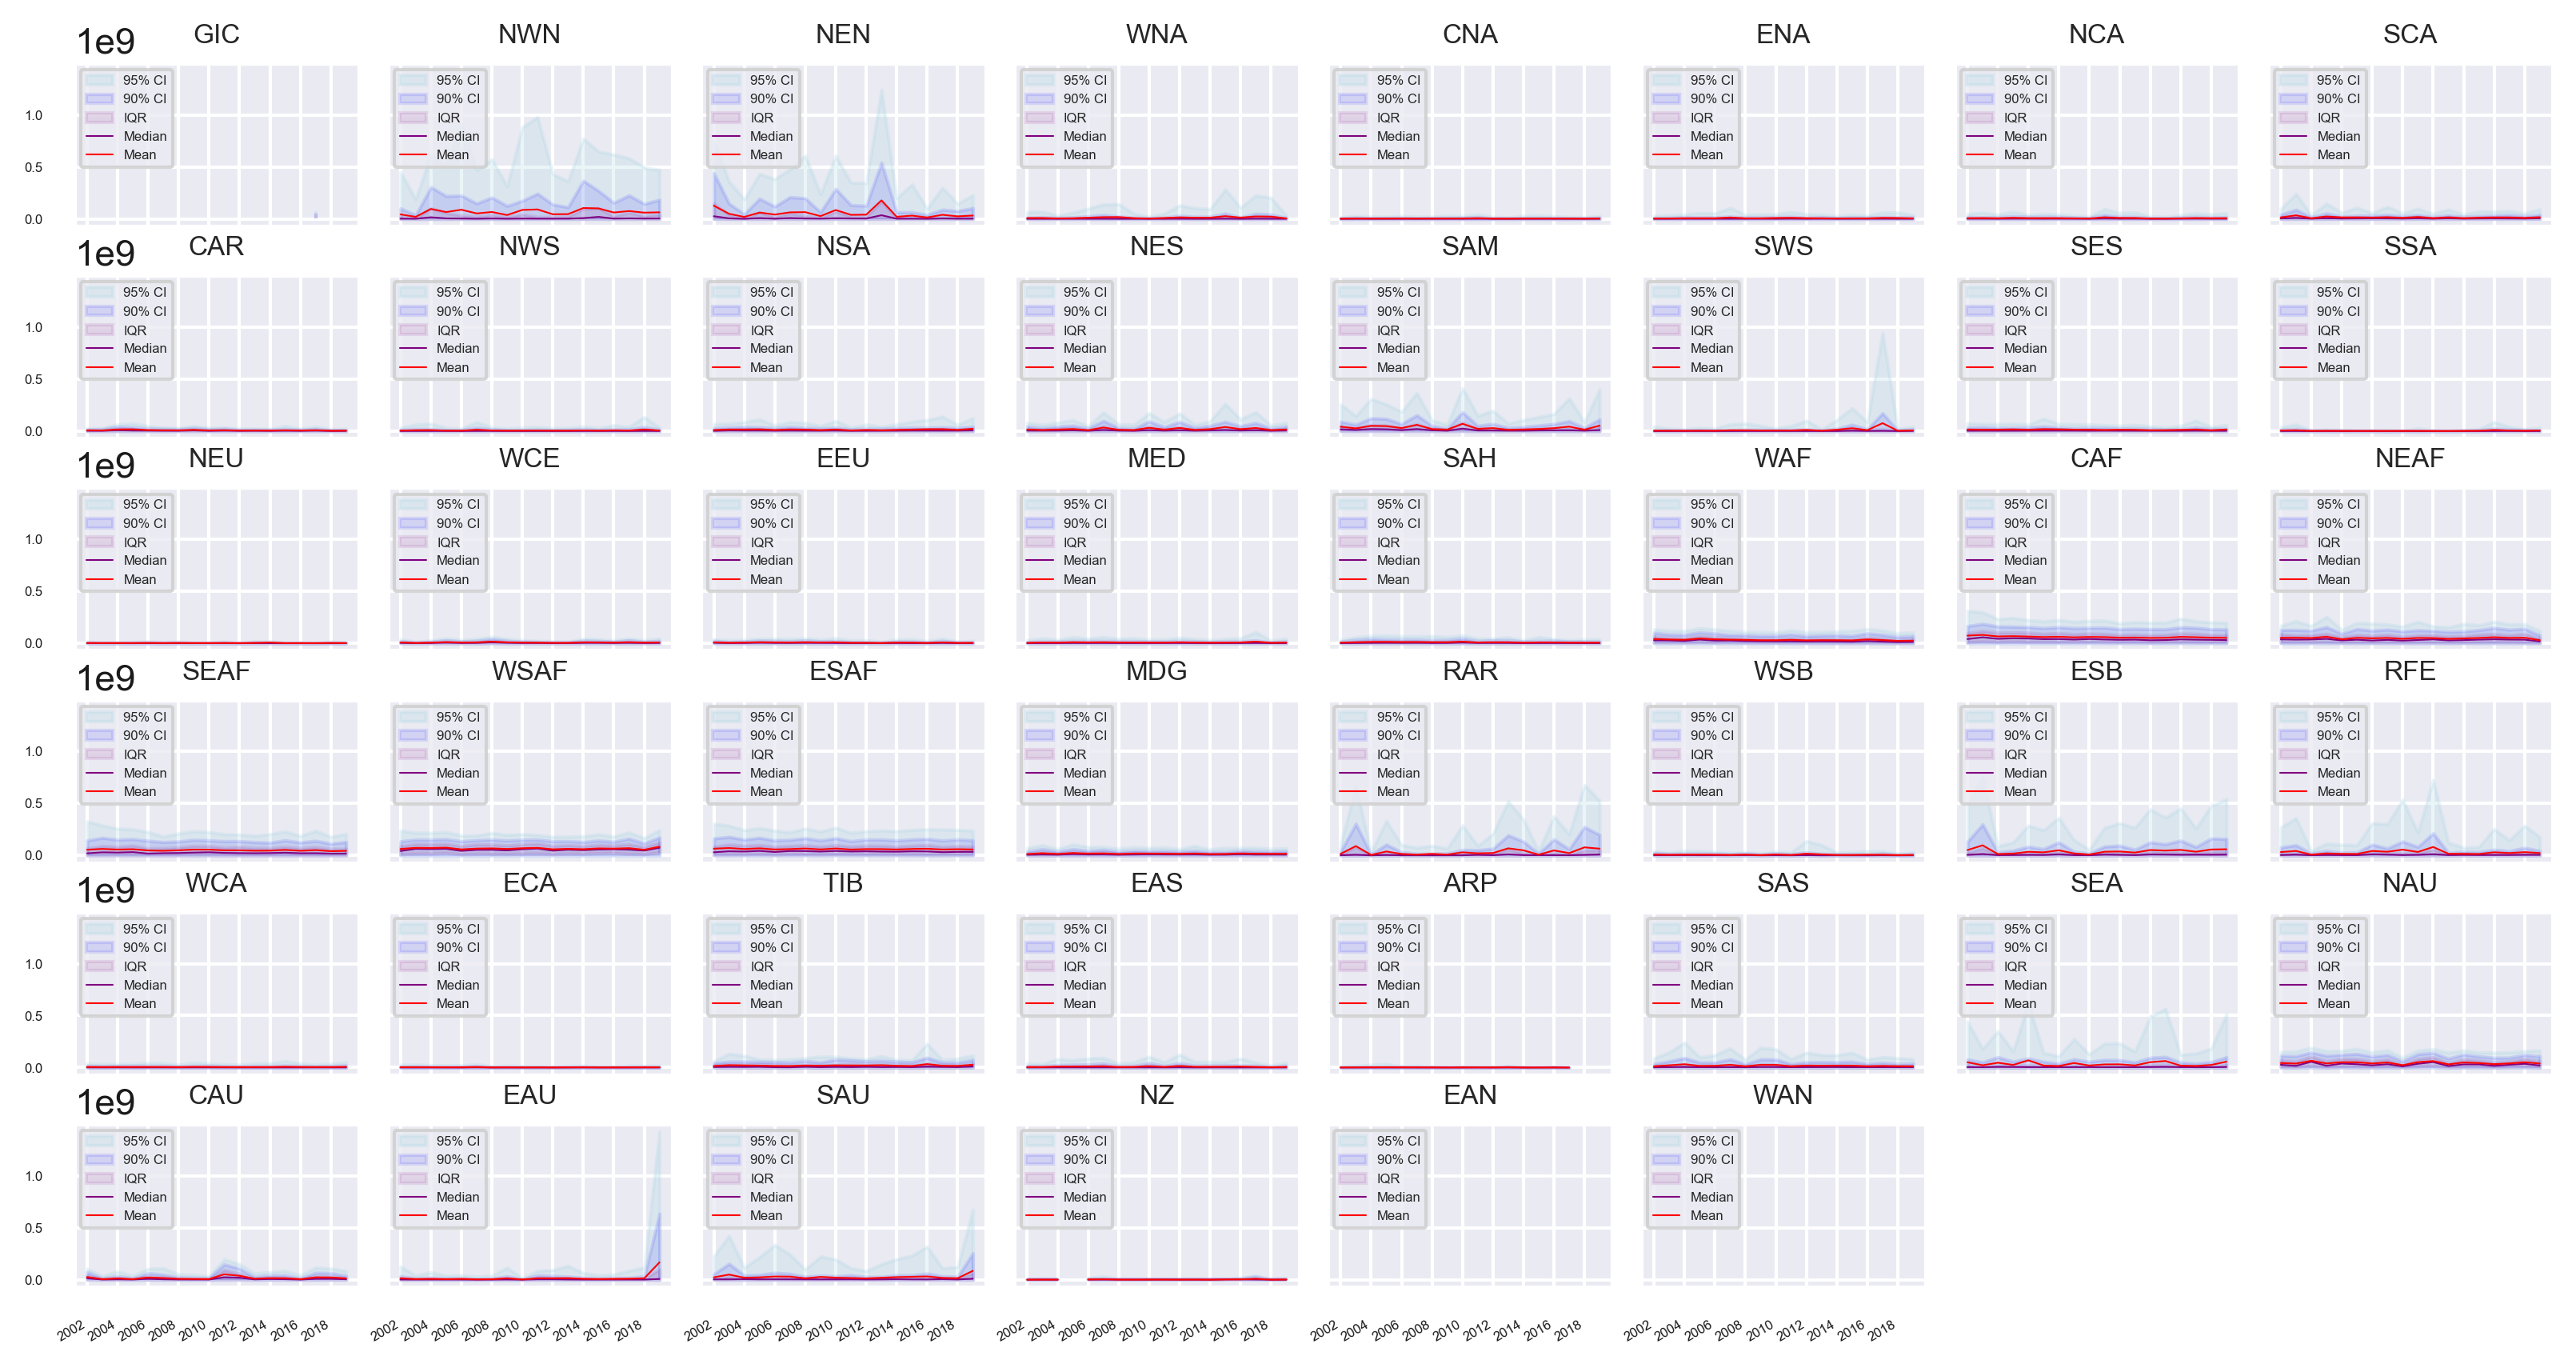 1e9 GIC NWN NEN WNA CNA ENA NCA SCA
95% CI 95% CI 95% CI 95% CI 95% CI 95% CI 95% CI 95% CI
90% CI 90% CI 90% CI 90% CI 90% CI 90% CI 90% CI 90% CI
1.0 IQR IQR IQR IQR IQR IQR IQR IQR
Median Median Median Median Median Median Median Median
0.5 Mean Mean Mean Mean Mean Mean Mean Mean
0.0
1e9 CAR NWS NSA NES SAM SWS SES SSA
95% CI 95% CI 95% CI 95% CI 95% CI 95% CI 95% CI 95% CI
90% CI 90% CI 90% CI 90% CI 90% CI 90% CI 90% CI 90% CI
1.0 IQR IQR IQR IQR IQR IQR IQR IQR
Median Median Median Median Median Median Median Median
0.5 Mean Mean Mean Mean Mean Mean Mean Mean
0.0
1e9 NEU WCE EEU MED SAH WAF CAF NEAF
95% CI 95% CI 95% CI 95% CI 95% CI 95% CI 95% CI 95% CI
90% CI 90% CI 90% CI 90% CI 90% CI 90% CI 90% CI 90% CI
1.0 IQR IQR IQR IQR IQR IQR IQR IQR
Median Median Median Median Median Median Median Median
0.5 Mean Mean Mean Mean Mean Mean Mean Mean
0.0
1e9 SEAF WSAF ESAF MDG RAR WSB ESB RFE
95% CI 95% CI 95% CI 95% CI 95% CI 95% CI 95% CI 95% CI
90% CI 90% CI 90% CI 90% CI 90% CI 90% CI 90% CI 90% CI
1.0 IQR IQR IQR IQR IQR IQR IQR IQR
Median Median Median Median Median Median Median Median
0.5 Mean Mean Mean Mean Mean Mean Mean Mean
0.0
1e9 WCA ECA TIB EAS ARP SAS SEA NAU
95% CI 95% CI 95% CI 95% CI 95% CI 95% CI 95% CI 95% CI
90% CI 90% CI 90% CI 90% CI 90% CI 90% CI 90% CI 90% CI
1.0 IQR IQR IQR IQR IQR IQR IQR IQR
Median Median Median Median Median Median Median Median
0.5 Mean Mean Mean Mean Mean Mean Mean Mean
0.0
1e9 CAU EAU SAU NZ EAN WAN
95% CI 95% CI 95% CI 95% CI 95% CI 95% CI
90% CI 90% CI 90% CI 90% CI 90% CI 90% CI
1.0 IQR IQR IQR IQR IQR IQR
Median Median Median Median Median Median
0.5 Mean Mean Mean Mean Mean Mean
0.0
2002 2004 2006 2008 2010 2012 2014 2016 2018 2002 2004 2006 2008 2010 2012 2014 2016 2018 2002 2004 2006 2008 2010 2012 2014 2016 2018 2002 2004 2006 2008 2010 2012 2014 2016 2018 2002 2004 2006 2008 2010 2012 2014 2016 2018 2002 2004 2006 2008 2010 2012 2014 2016 2018